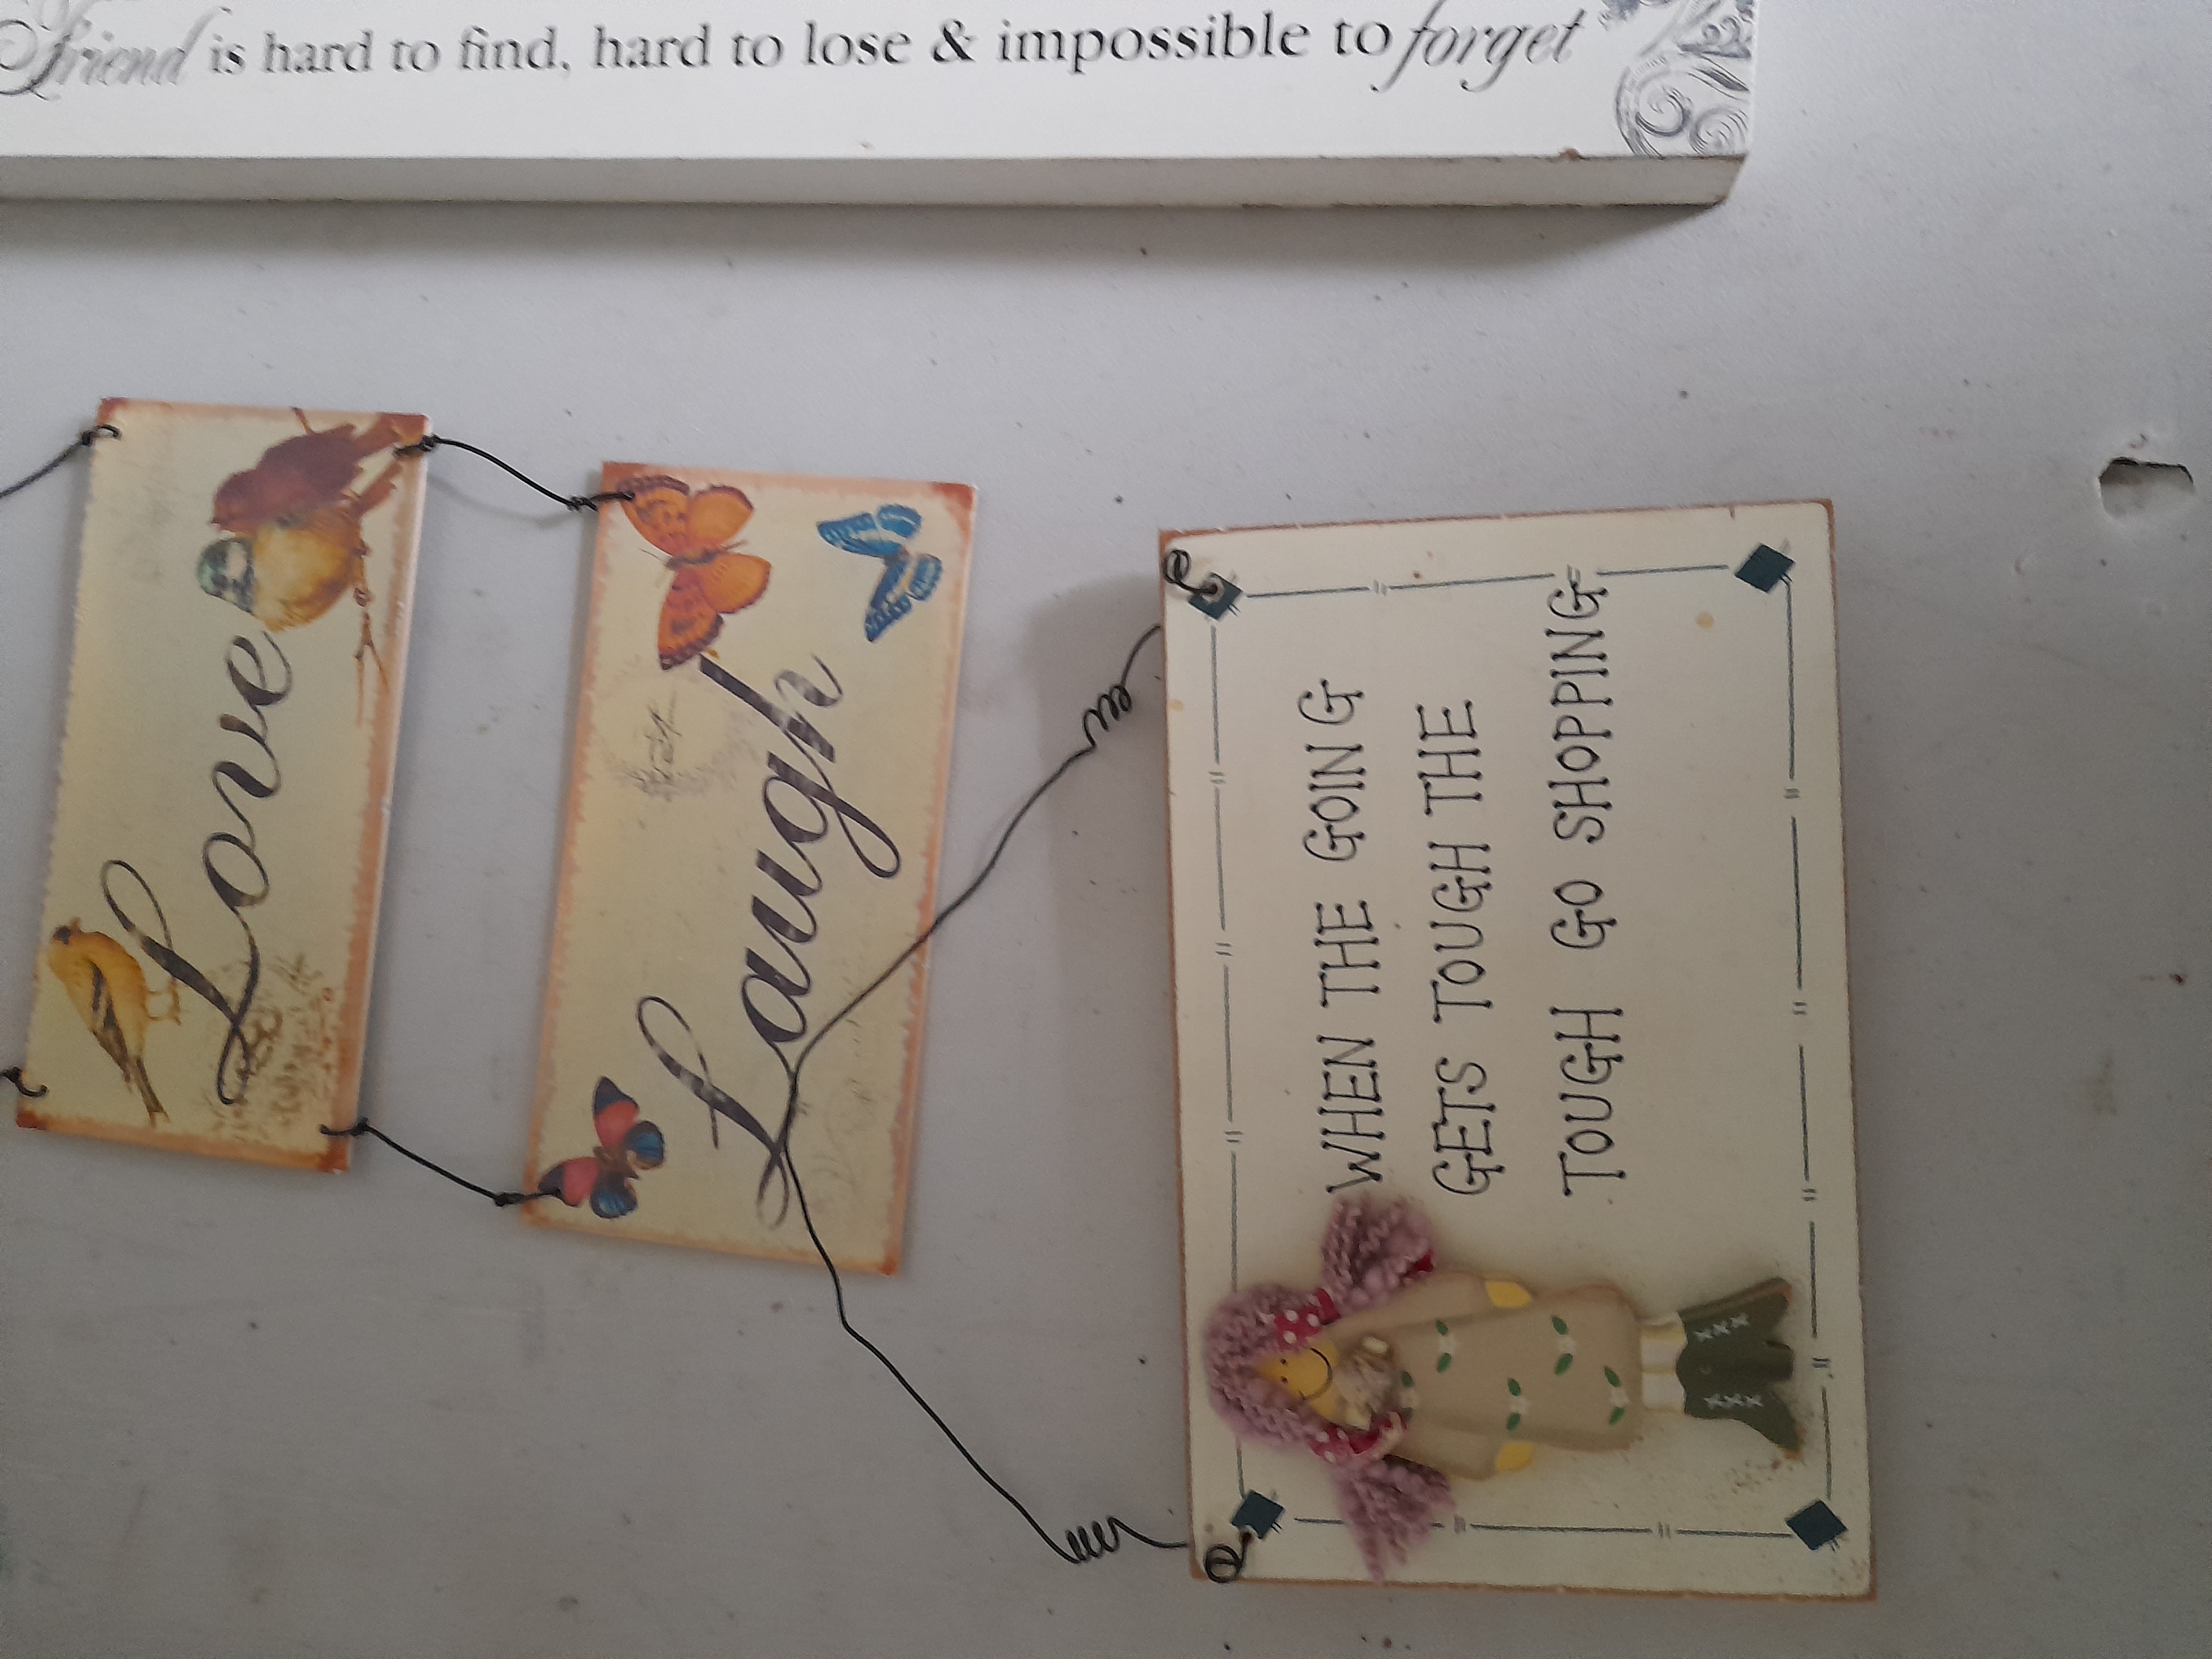 Friend is hard to find, hard to lose & impossible to forget
Love
Laugh
WHEN THE GOING
GETS TOUGH THE
TOUGH GO SHOPPING